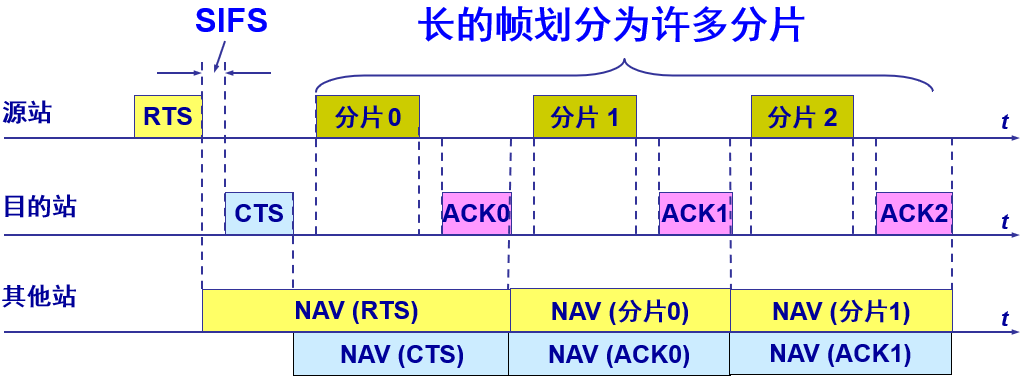 SIFS
长的帧划分为许多分片
源站
RTS
分片 0
分片 1
分片 2
t
目的站
CTS
ACK0
ACK1
ACK2
t
其他站
NAV (RTS)
NAV (分片0)
NAV (分片1)
t
NAV (CTS)
NAV (ACK0)
NAV (ACK1)